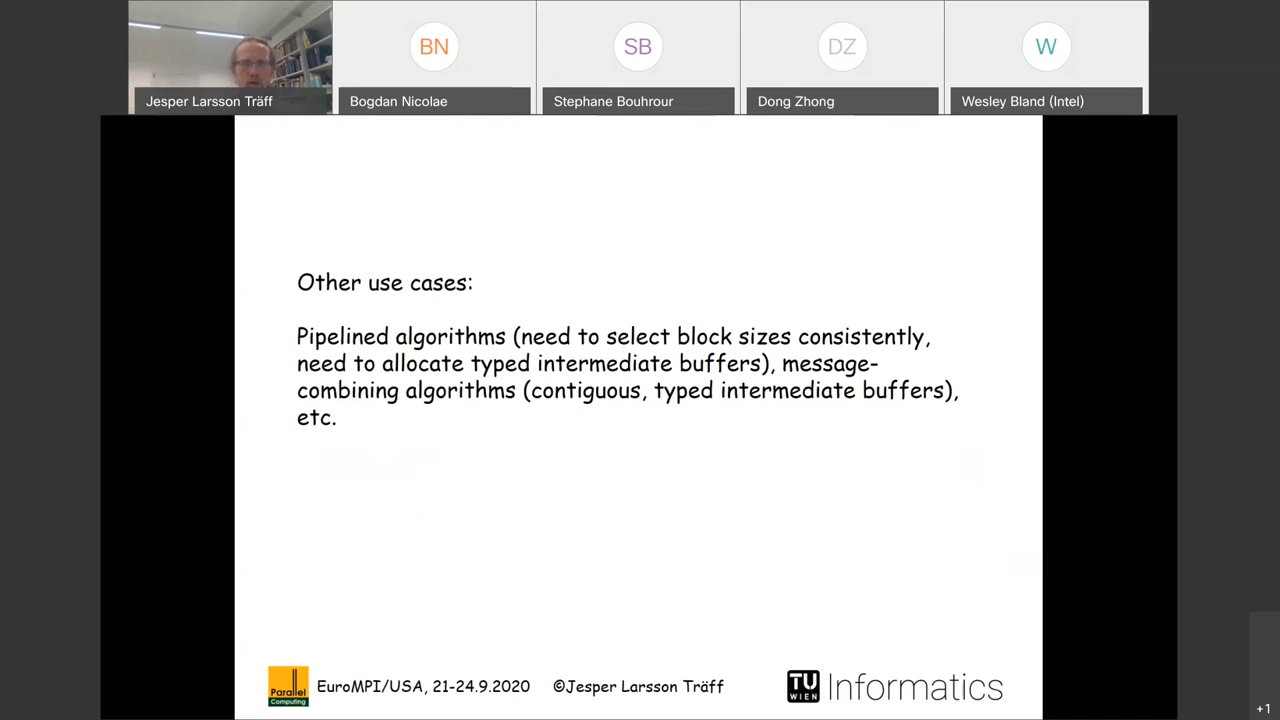 BN
SB
DZ
W
Jesper Larsson Träff
Bogdan Nicolae
Stephane Bouhrour
Dong Zhong
Wesley Bland (Intel)
Other use cases:
Pipelined algorithms (need to select block sizes consistently,
need to allocate typed intermediate buffers), message-
combining algorithms (contiguous, typed intermediate buffers),
etc.
Parallel
Computing
EuroMPI/USA, 21-24.9.2020 ©Jesper Larsson Träff
TU
WIEN
Informatics
+1